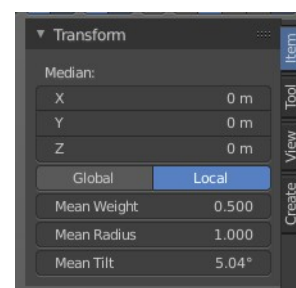 Transform
Item
Median:
X 0 m
Tool
Y 0 m
Z 0 m
View
Global Local
Mean Weight 0.500
Create
Mean Radius 1.000
Mean Tilt 5.04°